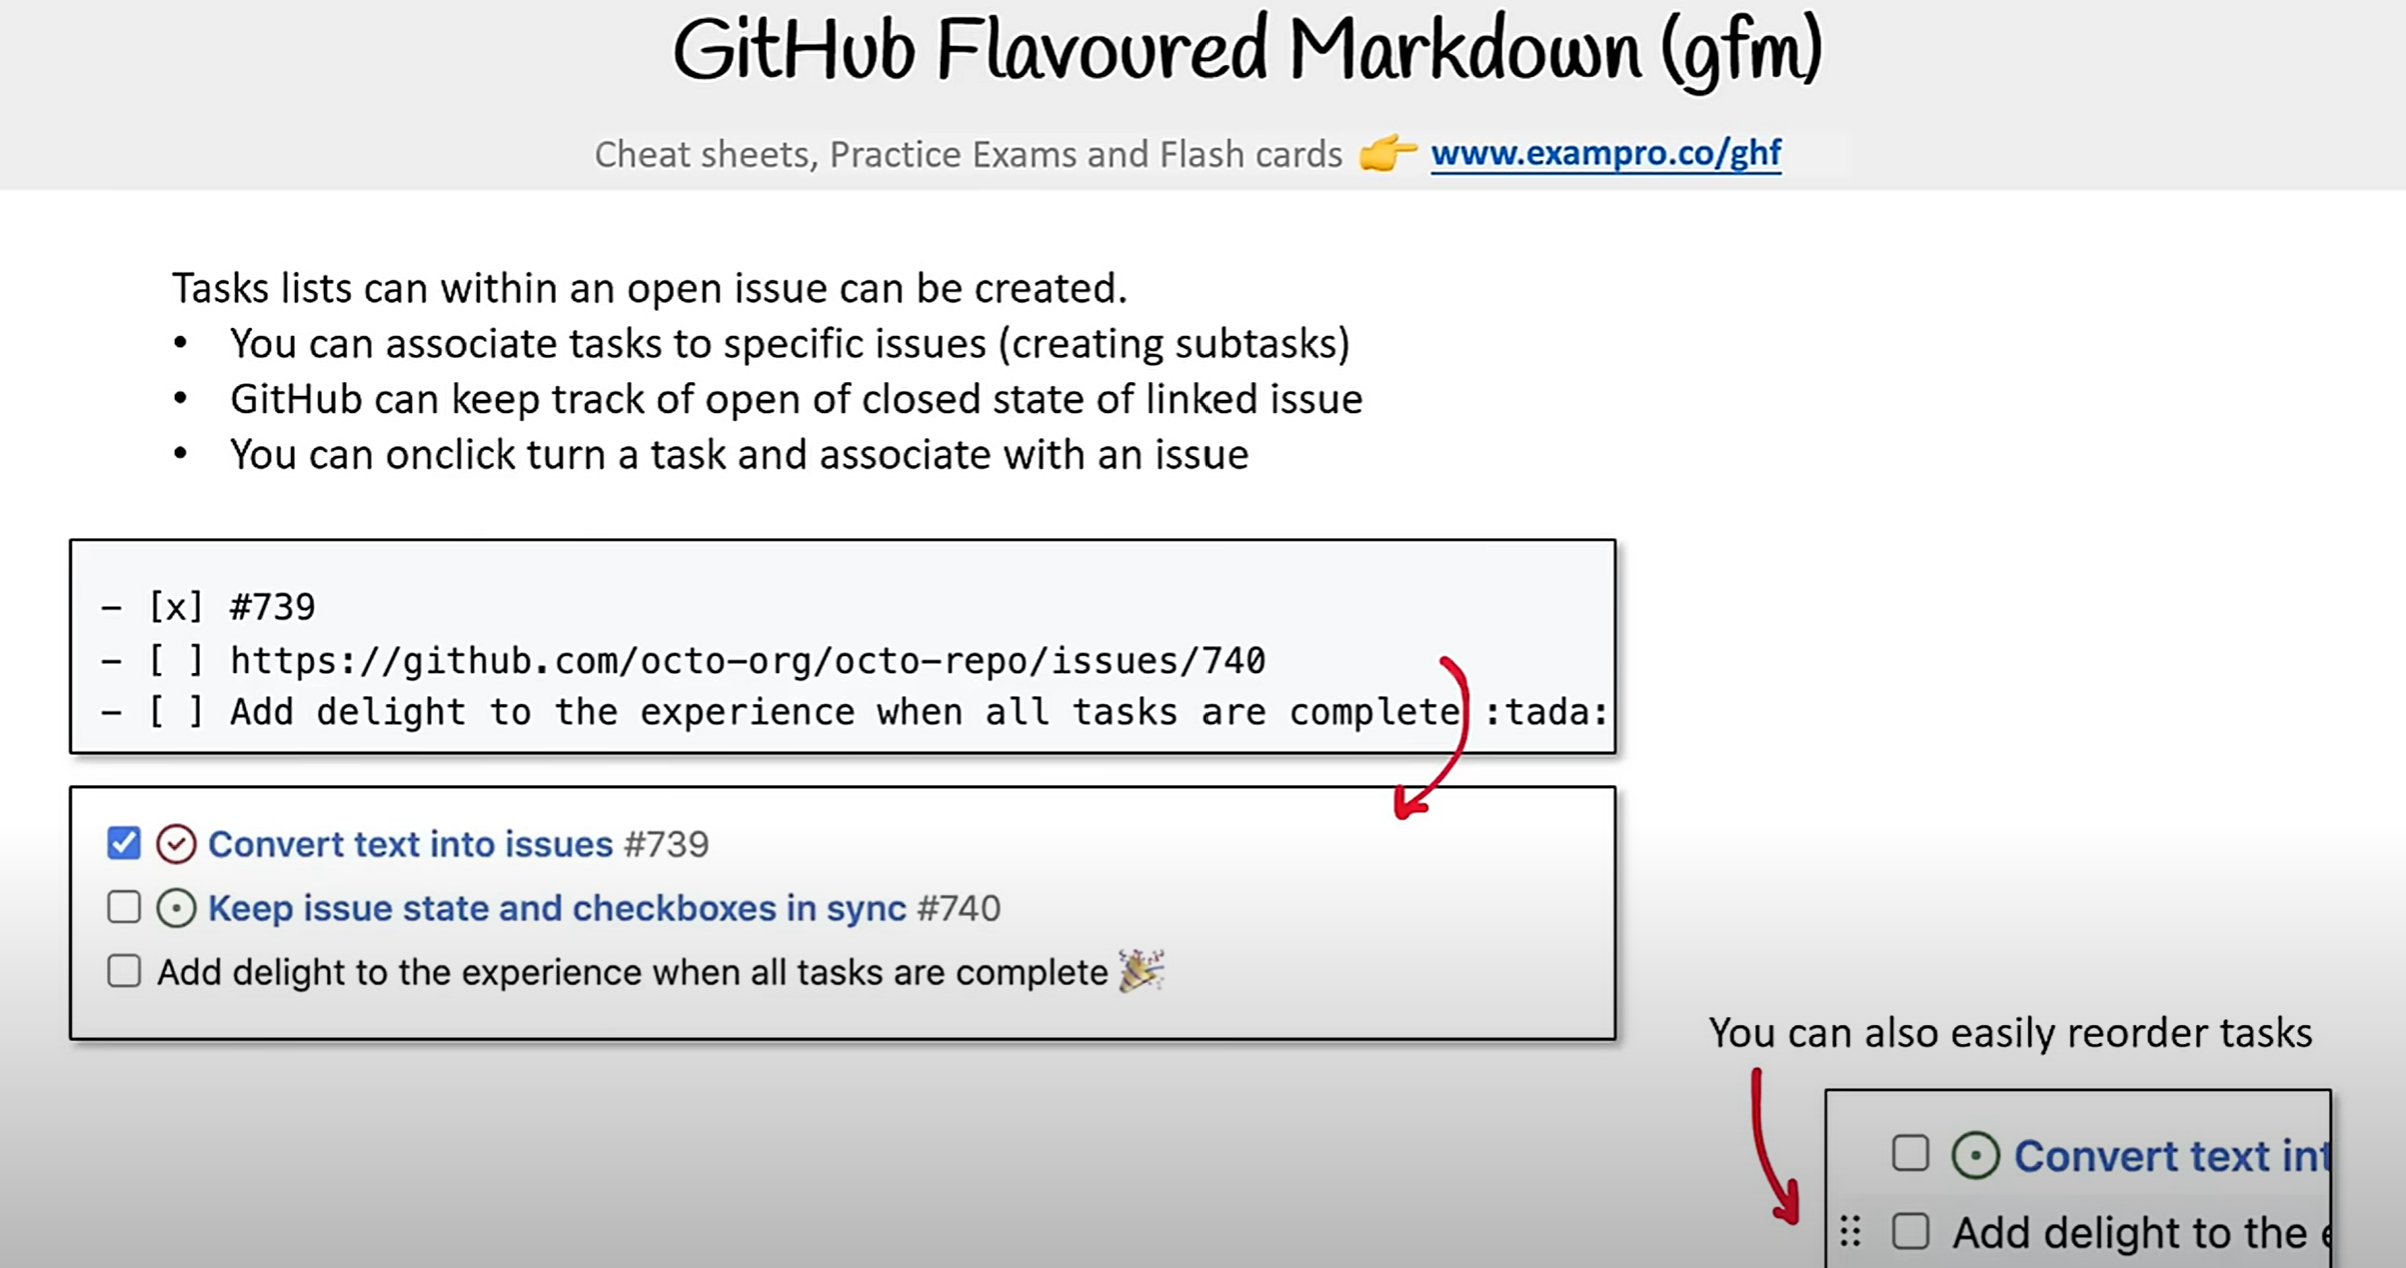 GitHub Flavoured Markdown (gfm)
Cheat sheets, Practice Exams and Flash cards 👉 www.exampro.co/ghf
Tasks lists can within an open issue can be created.
• You can associate tasks to specific issues (creating subtasks)
• GitHub can keep track of open of closed state of linked issue
• You can onclick turn a task and associate with an issue
- [x] #739
- [ ] https://github.com/octo-org/octo-repo/issues/740
- [ ] Add delight to the experience when all tasks are complete :tada:
Convert text into issues #739
Keep issue state and checkboxes in sync #740
Add delight to the experience when all tasks are complete 🎉
You can also easily reorder tasks
Convert text int
Add delight to the